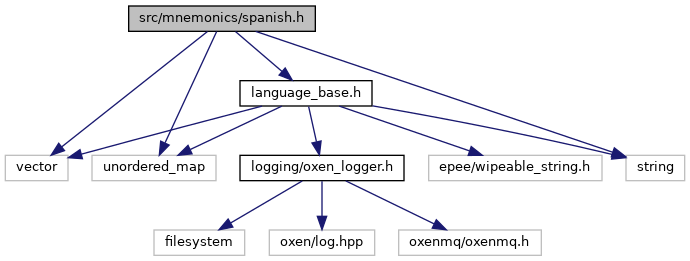 src/mnemonics/spanish.h
language_base.h
vector
unordered_map
logging/oxen_logger.h
epee/wipeable_string.h
string
filesystem
oxen/log.hpp
oxenmq/oxenmq.h